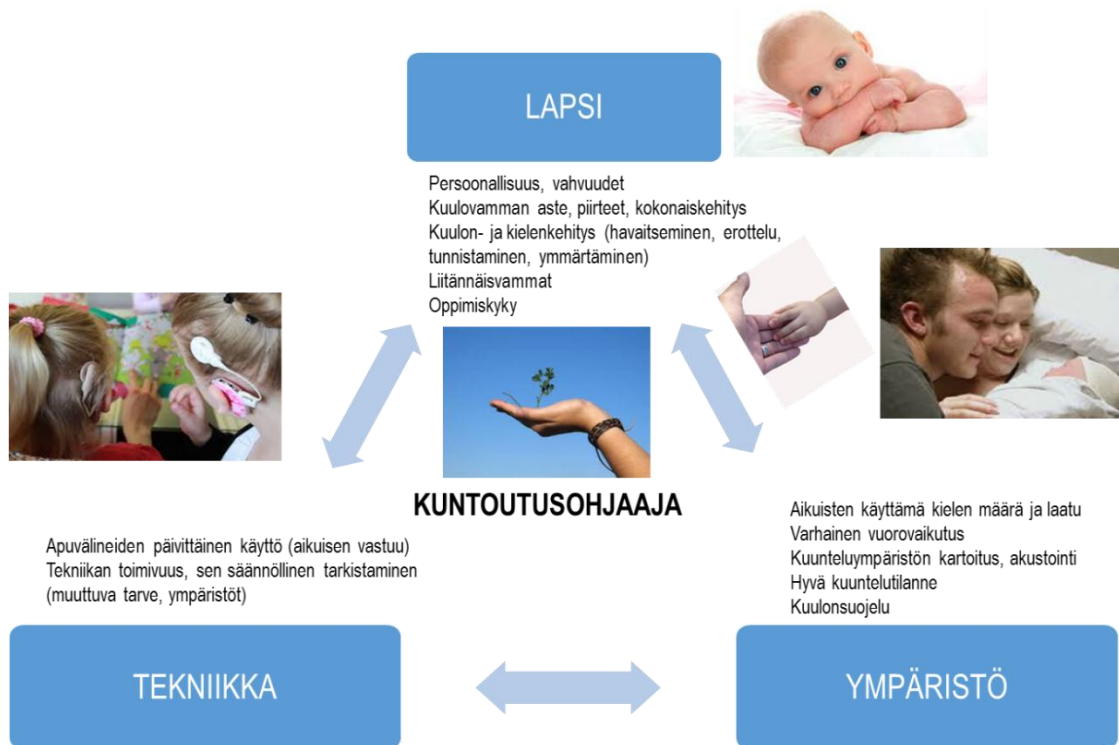 LAPSI
Persoonallisuus, vahvuudet
Kuulovamman aste, piirteet, kokonaiskehitys
Kuulon- ja kielenkehitys (havaitseminen, erottelu,
tunnistaminen, ymmärtäminen)
Liitännäisvammat
Oppimiskyky
KUNTOUTUSOHJAAJA
Apuvälineiden päivittäinen käyttö (aikuisen vastuu)
Tekniikan toimivuus, sen säännöllinen tarkistaminen
(muuttuva tarve, ympäristöt)
TEKNIIKKA
Aikuisten käyttämä kielen määrä ja laatu
Varhainen vuorovaikutus
Kuunteluympäristön kartoitus, akustointi
Hyvä kuuntelutilanne
Kuulonsuojelu
YMPÄRISTÖ